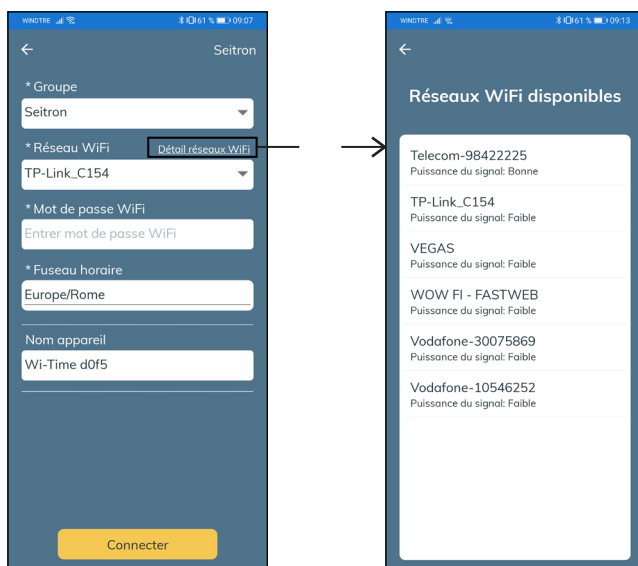 WINDTRE 61 % 09:07
Seitron
* Groupe
Seitron
* Réseau WiFi Détail réseaux WiFi
TP-Link_C154
* Mot de passe WiFi
Entrer mot de passe WiFi
* Fuseau horaire
Europe/Rome
Nom appareil
Wi-Time d0f5
Connecter
WINDTRE 61 % 09:13
Réseaux WiFi disponibles
Telecom-98422225
Puissance du signal: Bonne
TP-Link_C154
Puissance du signal: Faible
VEGAS
Puissance du signal: Faible
WOW FI - FASTWEB
Puissance du signal: Faible
Vodafone-30075869
Puissance du signal: Faible
Vodafone-10546252
Puissance du signal: Faible